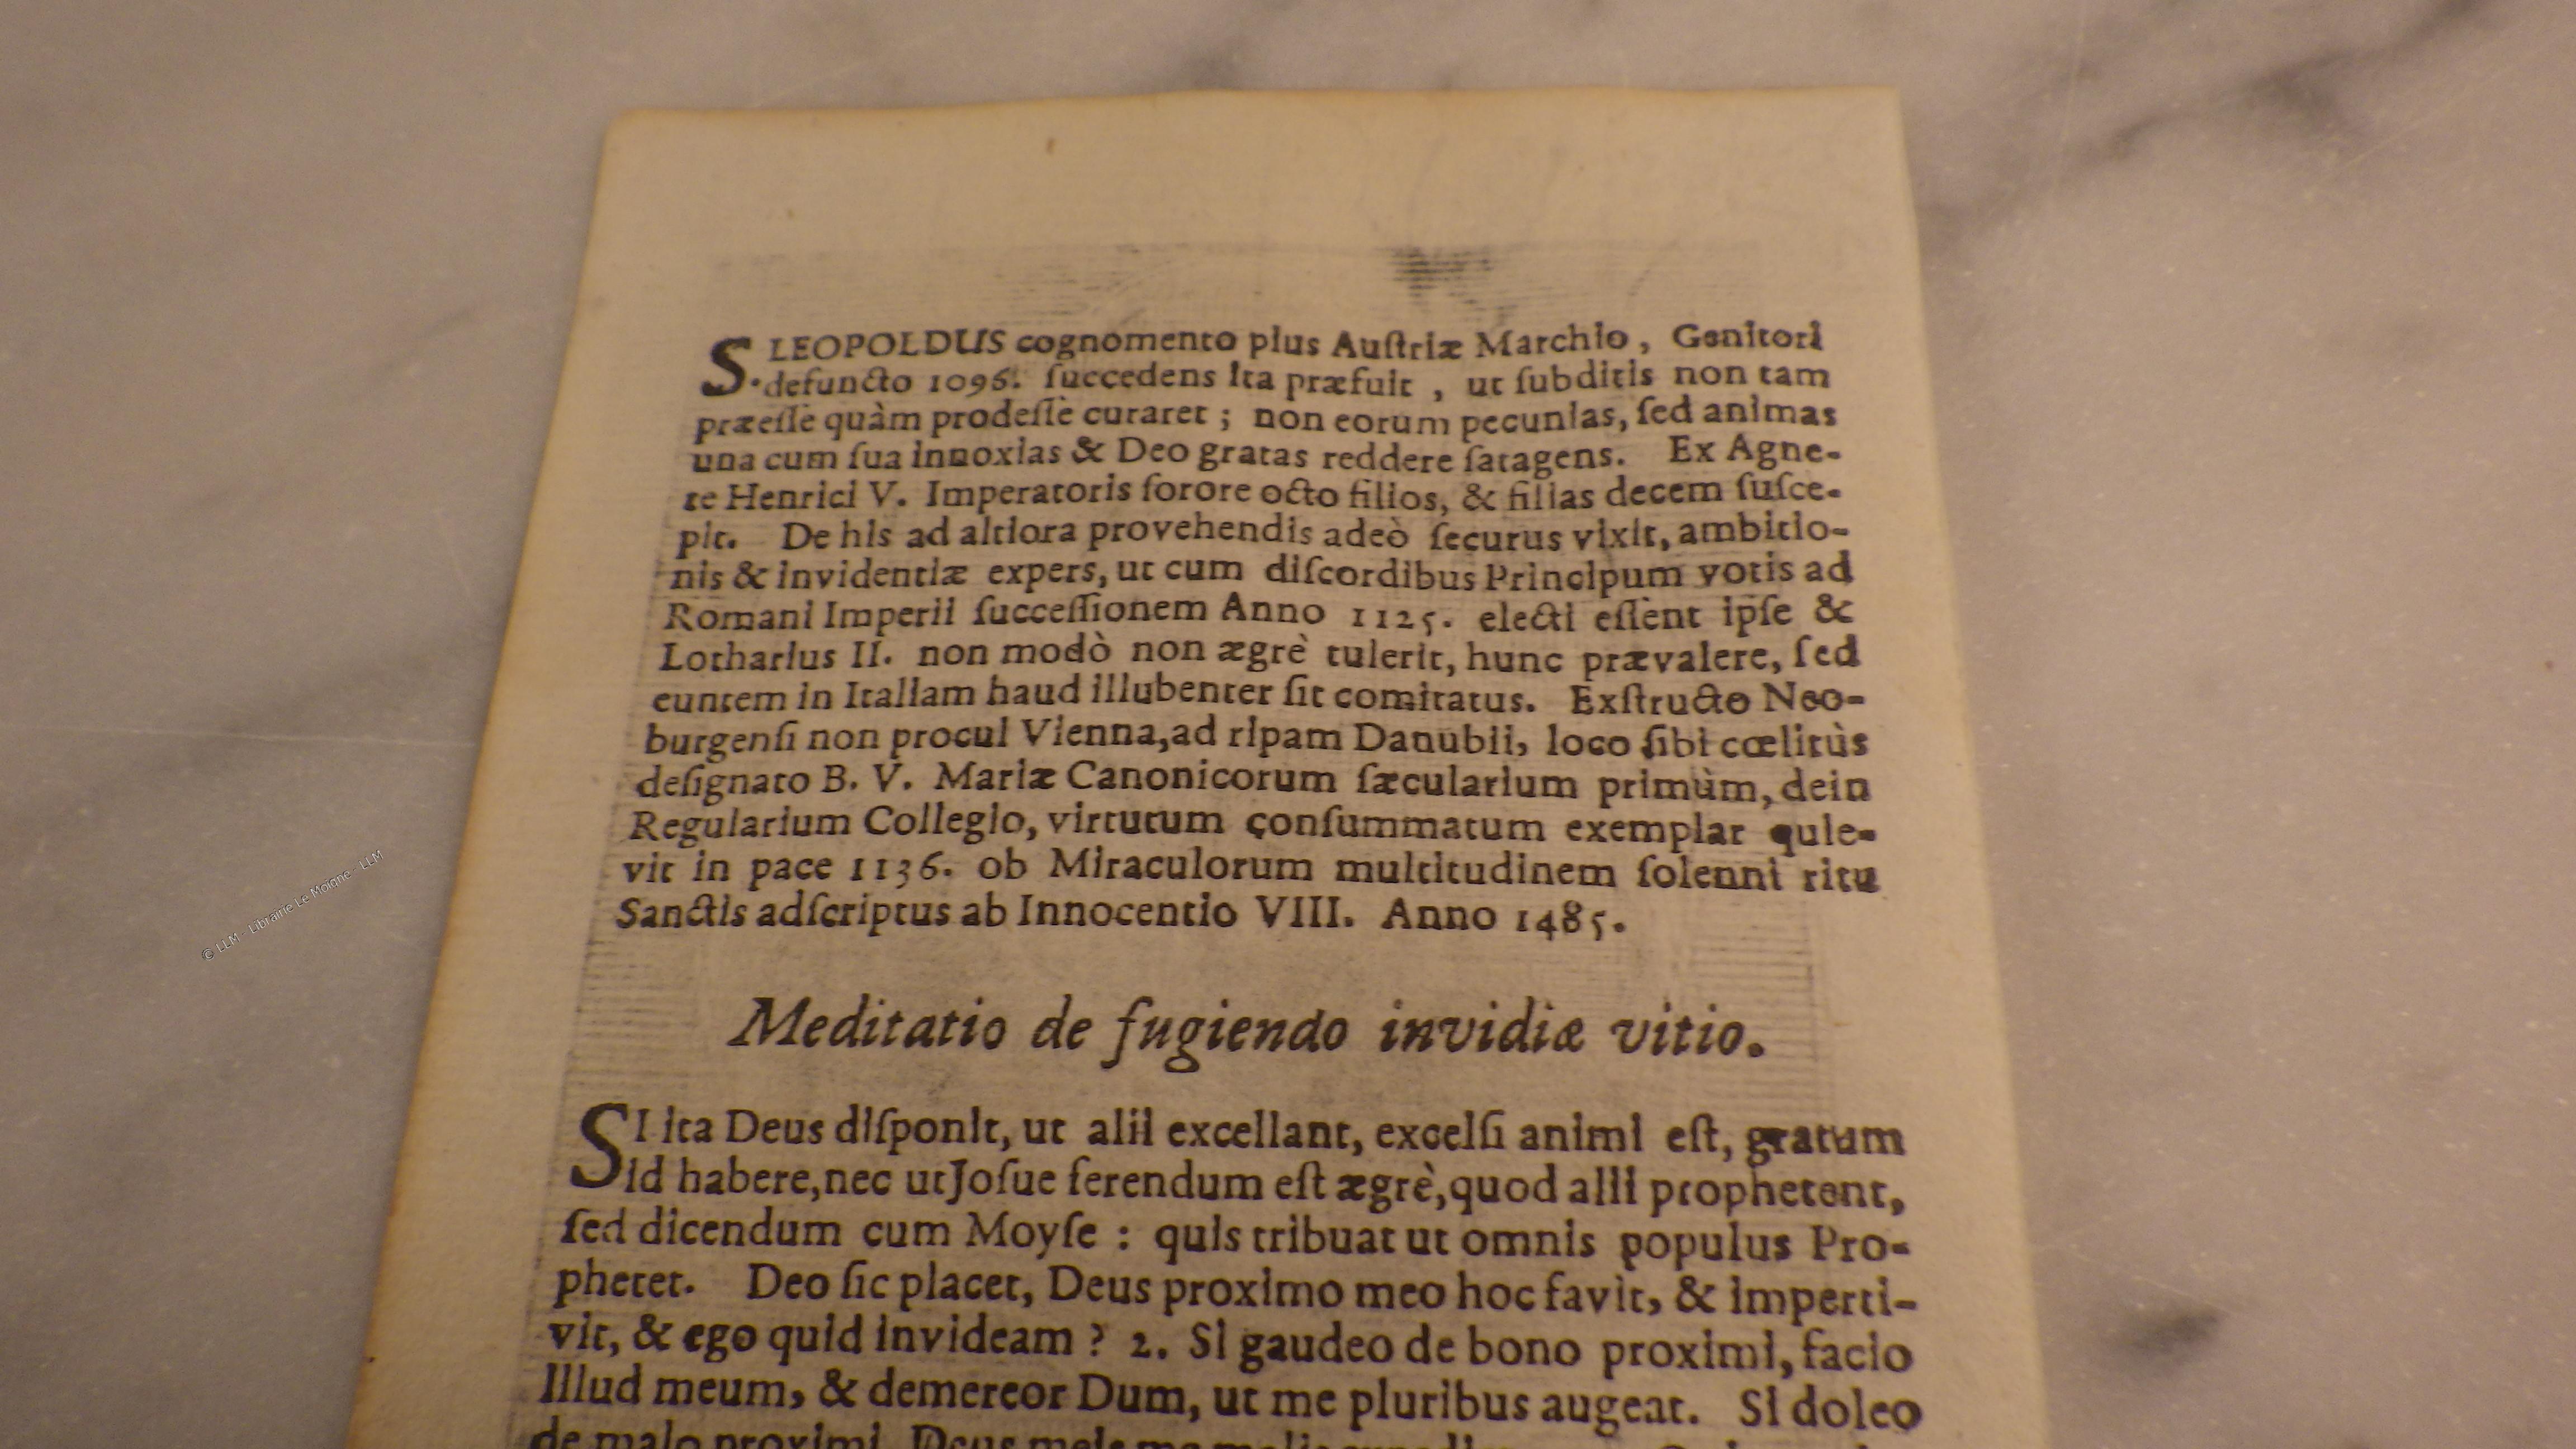 S. LEOPOLDUS cognomento pius Auſtriæ Marchio, Genitori
defuncto 1096. ſuccedens ita præfuit, ut ſubditis non tam
præeſſe quàm prodeſſe curaret; non eorum pecunias, ſed animas
una cum ſua innoxias & Deo gratas reddere ſatagens. Ex Agne-
te Henrici V. Imperatoris ſorore octo filios, & filias decem ſuſce-
pit. De his ad altiora provehendis adeò ſecurus vixit, ambitio-
nis & invidentiæ expers, ut cum diſcordibus Principum votis ad
Romani Imperii ſucceſſionem Anno 1125. electi eſſent ipſe &
Lotharius II. non modò non ægrè tulerit, hunc prævalere, ſed
euntem in Italiam haud illubenter ſit comitatus. Exſtructo Neo-
burgenſi non procul Vienna, ad ripam Danubii, loco ſibi cœlitùs
deſignato B. V. Mariæ Canonicorum ſæcularium primùm, dein
Regularium Collegio, virtutum conſummatum exemplar quie-
vit in pace 1136. ob Miraculorum multitudinem ſolenni ritu
Sanctis adſcriptus ab Innocentio VIII. Anno 1485.
Meditatio de fugiendo invidiæ vitio.
SI ita Deus diſponit, ut alii excellant, excelſi animi eſt, gratum
id habere, nec ut Joſue ferendum eſt ægrè, quod alii prophetent,
ſed dicendum cum Moyſe : quis tribuat ut omnis populus Pro-
phetet. Deo ſic placet, Deus proximo meo hoc favit, & imperti-
vit, & ego quid invideam ? 2. Si gaudeo de bono proximi, facio
Illud meum, & demereor Dum, ut me pluribus augeat. Si doleo
de malo proximi, Deus
© LLM - Librairie Le Moigne - LLM